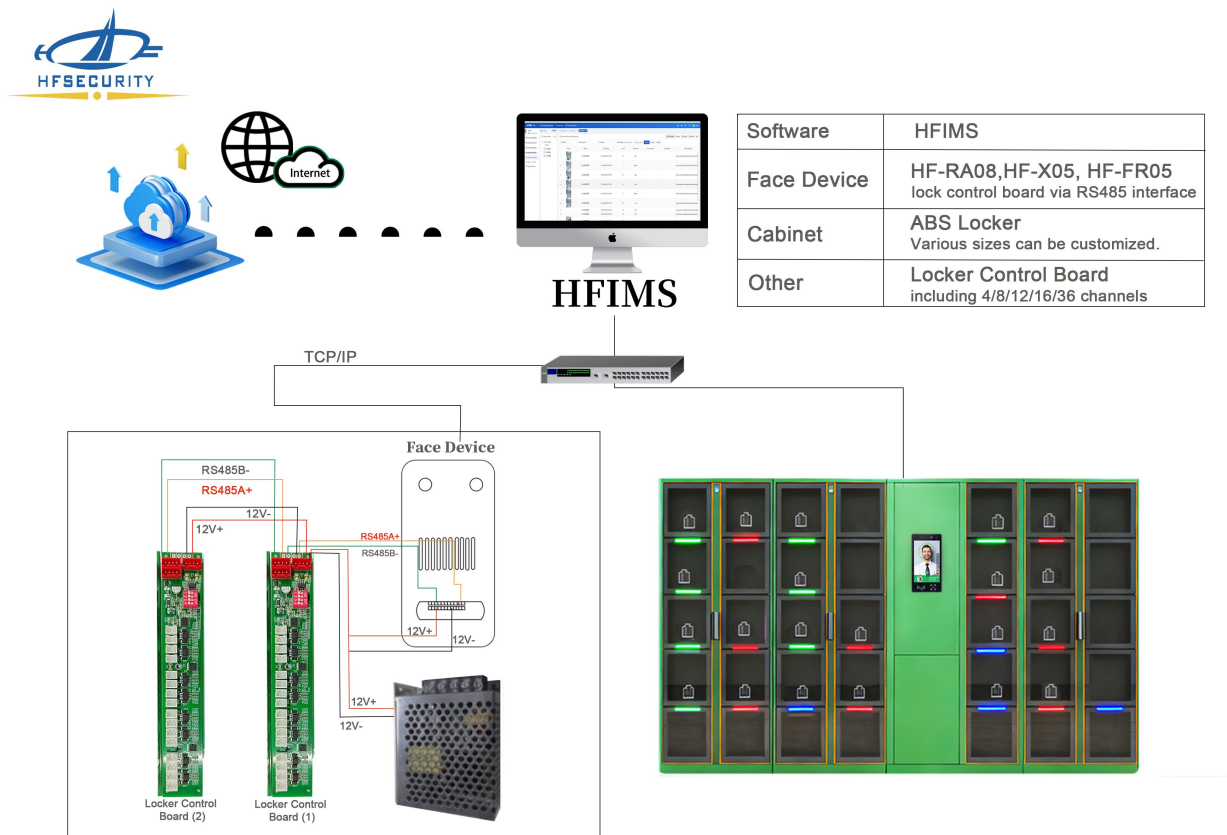 HFSECURITY
Internet
HFIMS
Software HFIMS
Face Device HF-RA08,HF-X05, HF-FR05
lock control board via RS485 interface
Cabinet ABS Locker
Various sizes can be customized.
Other Locker Control Board
including 4/8/12/16/36 channels
TCP/IP
Face Device
RS485B-
RS485A+
12V-
12V+
RS485A+
RS485B-
12V+
12V-
12V+
12V-
Locker Control
Board (2)
Locker Control
Board (1)